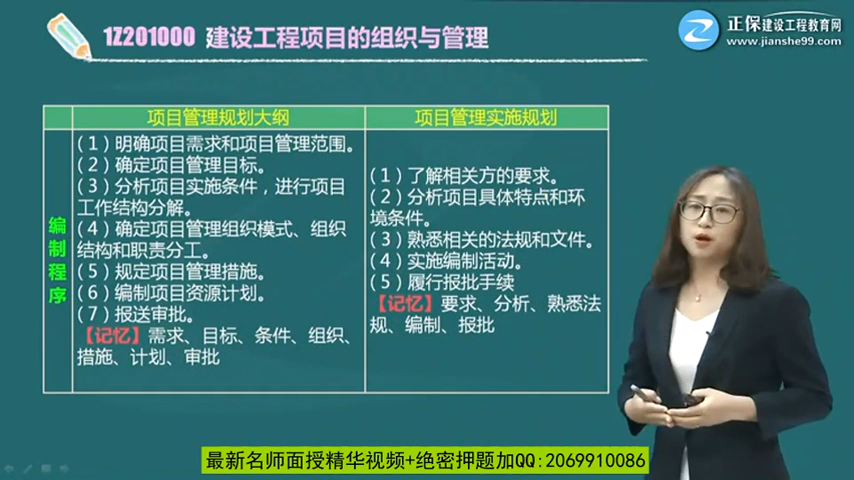 1Z201000 建设工程项目的组织与管理
正保建设工程教育网
www.jianshe99.com
项目管理规划大纲
项目管理实施规划
编制程序
(1)明确项目需求和项目管理范围。
(2)确定项目管理目标。
(3)分析项目实施条件，进行项目
工作结构分解。
(4)确定项目管理组织模式、组织
结构和职责分工。
(5)规定项目管理措施。
(6)编制项目资源计划。
(7)报送审批。
【记忆】需求、目标、条件、组织、
措施、计划、审批
(1)了解相关方的要求。
(2)分析项目具体特点和环
境条件。
(3)熟悉相关的法规和文件。
(4)实施编制活动。
(5)履行报批手续
【记忆】要求、分析、熟悉法
规、编制、报批
最新名师面授精华视频+绝密押题加QQ:2069910086